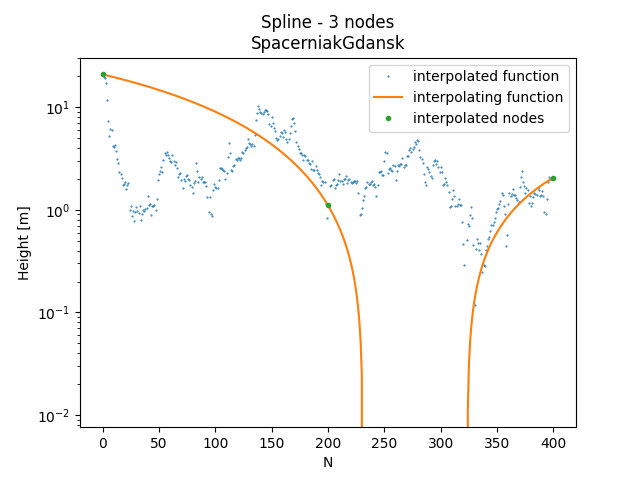 Spline - 3 nodes
SpacerniakGdansk
interpolated function
interpolating function
interpolated nodes
Height [m]
10¹
10⁰
10⁻¹
10⁻²
0 50 100 150 200 250 300 350 400
N